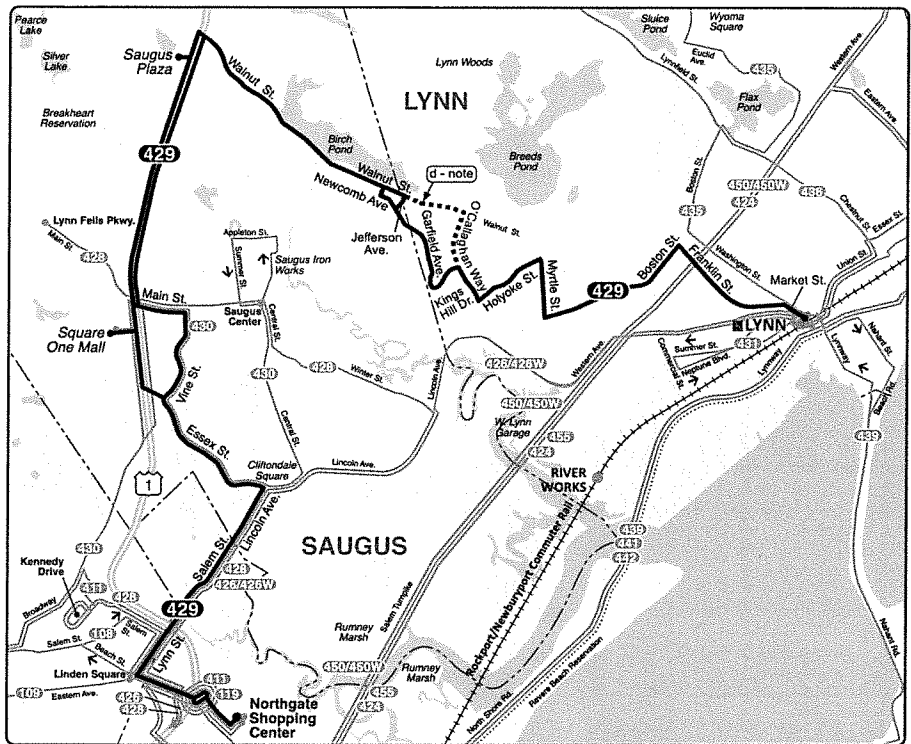 Pearce
Lake
Silver
Lake
Saugus
Plaza
Breakheart
Reservation
Walnut St.
Lynn Woods
LYNN
Sluice
Pond
Wyoma
Square
Euclid
Ave.
435
Lynnfield St.
Flax
Pond
Western Ave.
Eastern Ave.
429
Birch
Pond
Breeds
Pond
Walnut St.
d - note
Newcomb Ave
Jefferson
Ave.
Garfield Ave.
O'Callaghan Way
Walnut St.
Kings
Hill Dr.
Holyoke St.
Myrtle St.
429
Boston St.
Franklin St.
Boston St.
435
450/450W
424
436
Chestnut St.
Essex St.
Union St.
Washington St.
Market St.
LYNN
Summer St.
431
Neptune Blvd.
Commercial St.
Lynnway
Lynnway
Nahant St.
Beach Rd.
439
Nahant Rd.
Lynn Fells Pkwy.
Main St.
428
Appleton St.
Summer St.
Saugus Iron
Works
Main St.
Saugus
Center
Central St.
430
Square
One Mall
Vine St.
430
428
Winter St.
Central St.
Lincoln Ave.
426/426W
Western Ave.
450/450W
W. Lynn
Garage
456
424
RIVER
WORKS
Essex St.
Cliftondale
Square
Lincoln Ave.
1
SAUGUS
Salem St.
Lincoln Ave.
428
426/426W
439
441
442
Rockport/Newburyport Commuter Rail
430
Kennedy
Drive
411
428
Broadway
Salem St.
108
Salem
St.
Beach St.
429
Lynn St.
Linden Square
109
Eastern Ave.
426
428
411
119
Northgate
Shopping
Center
Rumney
Marsh
Salem Turnpike
450/450W
Rumney
Marsh
456
424
North Shore Rd.
Revere Beach Reservation